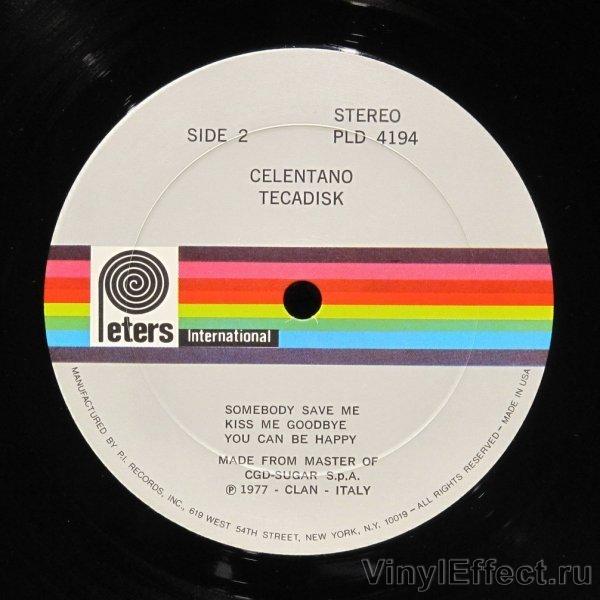 STEREO
SIDE 2 PLD 4194
CELENTANO
TECADISK
Peters
International
SOMEBODY SAVE ME
KISS ME GOODBYE
YOU CAN BE HAPPY
MADE FROM MASTER OF
CGD-SUGAR S.p.A.
℗ 1977 - CLAN - ITALY
MANUFACTURED BY P.I. RECORDS, INC., 619 WEST 54TH STREET, NEW YORK, N.Y. 10019 – ALL RIGHTS RESERVED – MADE IN USA
VinylEffect.ru